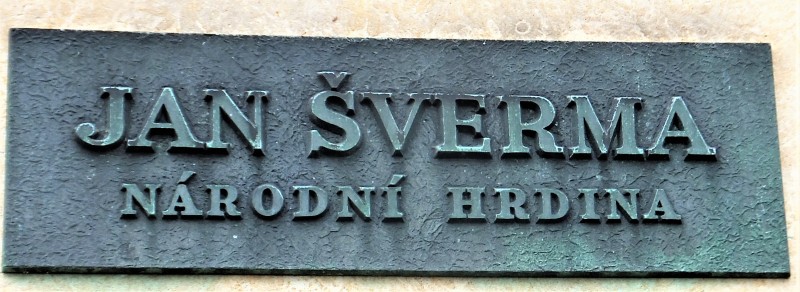 JAN ŠVERMA
NÁRODNÍ HRDINA